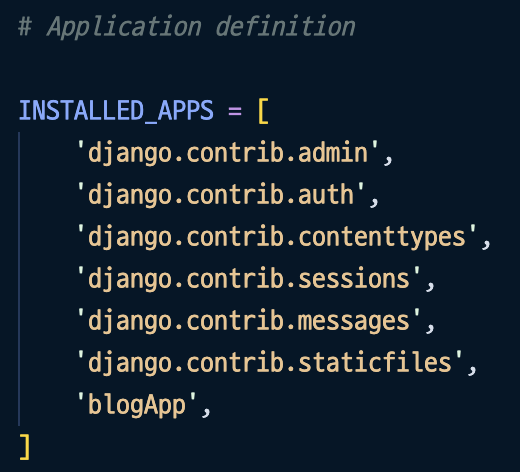 # Application definition
INSTALLED_APPS = [
    'django.contrib.admin',
    'django.contrib.auth',
    'django.contrib.contenttypes',
    'django.contrib.sessions',
    'django.contrib.messages',
    'django.contrib.staticfiles',
    'blogApp',
]